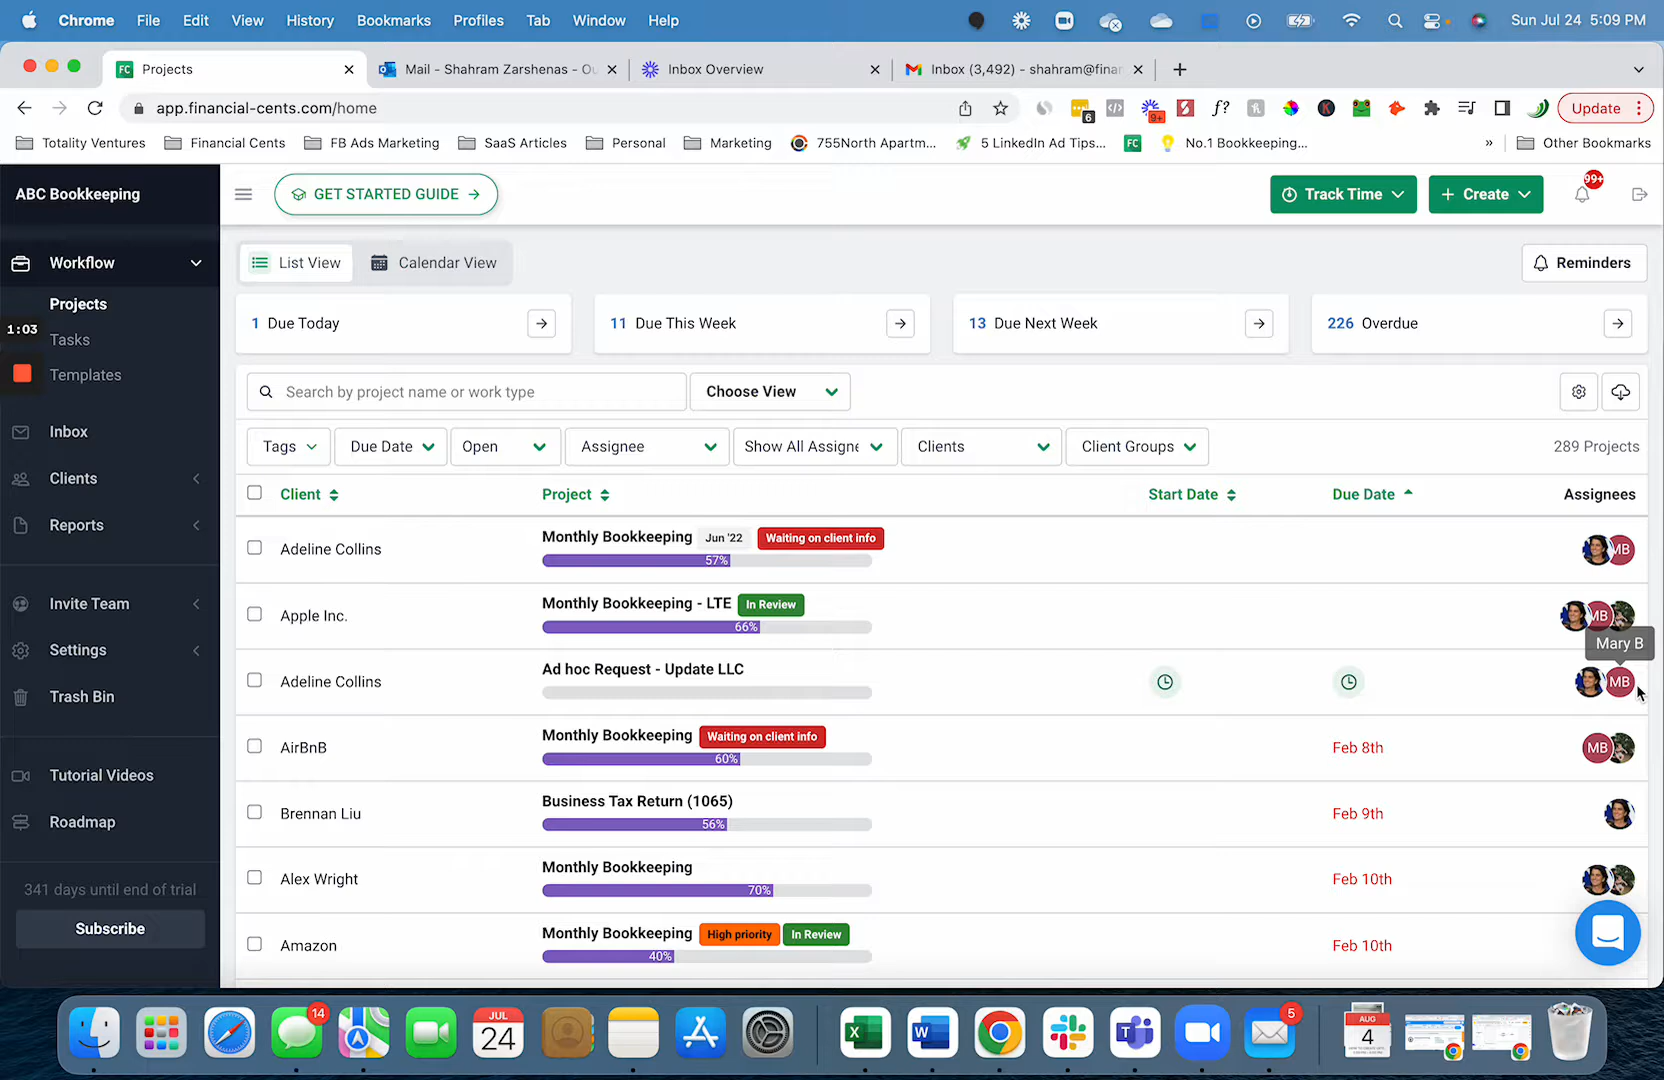 Chrome File Edit View History Bookmarks Profiles Tab Window Help Sun Jul 24 5:09 PM
FC Projects Mail - Shahram Zarshenas - Ou Inbox Overview Inbox (3,492) - shahram@finan
app.financial-cents.com/home 6 9+ f? K Update
Totality Ventures Financial Cents FB Ads Marketing SaaS Articles Personal Marketing 755North Apartm... 5 LinkedIn Ad Tips... FC No.1 Bookkeeping... » Other Bookmarks
ABC Bookkeeping
GET STARTED GUIDE
Track Time
+ Create
99+
Workflow
Projects
Tasks
Templates
1:03
Inbox
Clients
Reports
Invite Team
Settings
Trash Bin
Tutorial Videos
Roadmap
341 days until end of trial
Subscribe
List View Calendar View Reminders
1 Due Today 11 Due This Week 13 Due Next Week 226 Overdue
Search by project name or work type Choose View
Tags Due Date Open Assignee Show All Assigne Clients Client Groups 289 Projects
Client Project Start Date Due Date Assignees
Adeline Collins Monthly Bookkeeping Jun '22 Waiting on client info MB
57%
Apple Inc. Monthly Bookkeeping - LTE In Review MB
66%
Mary B
Adeline Collins Ad hoc Request - Update LLC MB
AirBnB Monthly Bookkeeping Waiting on client info Feb 8th MB
60%
Brennan Liu Business Tax Return (1065) Feb 9th
56%
Alex Wright Monthly Bookkeeping Feb 10th
70%
Amazon Monthly Bookkeeping High priority In Review Feb 10th
40%
14 JUL 24 5 AUG 4